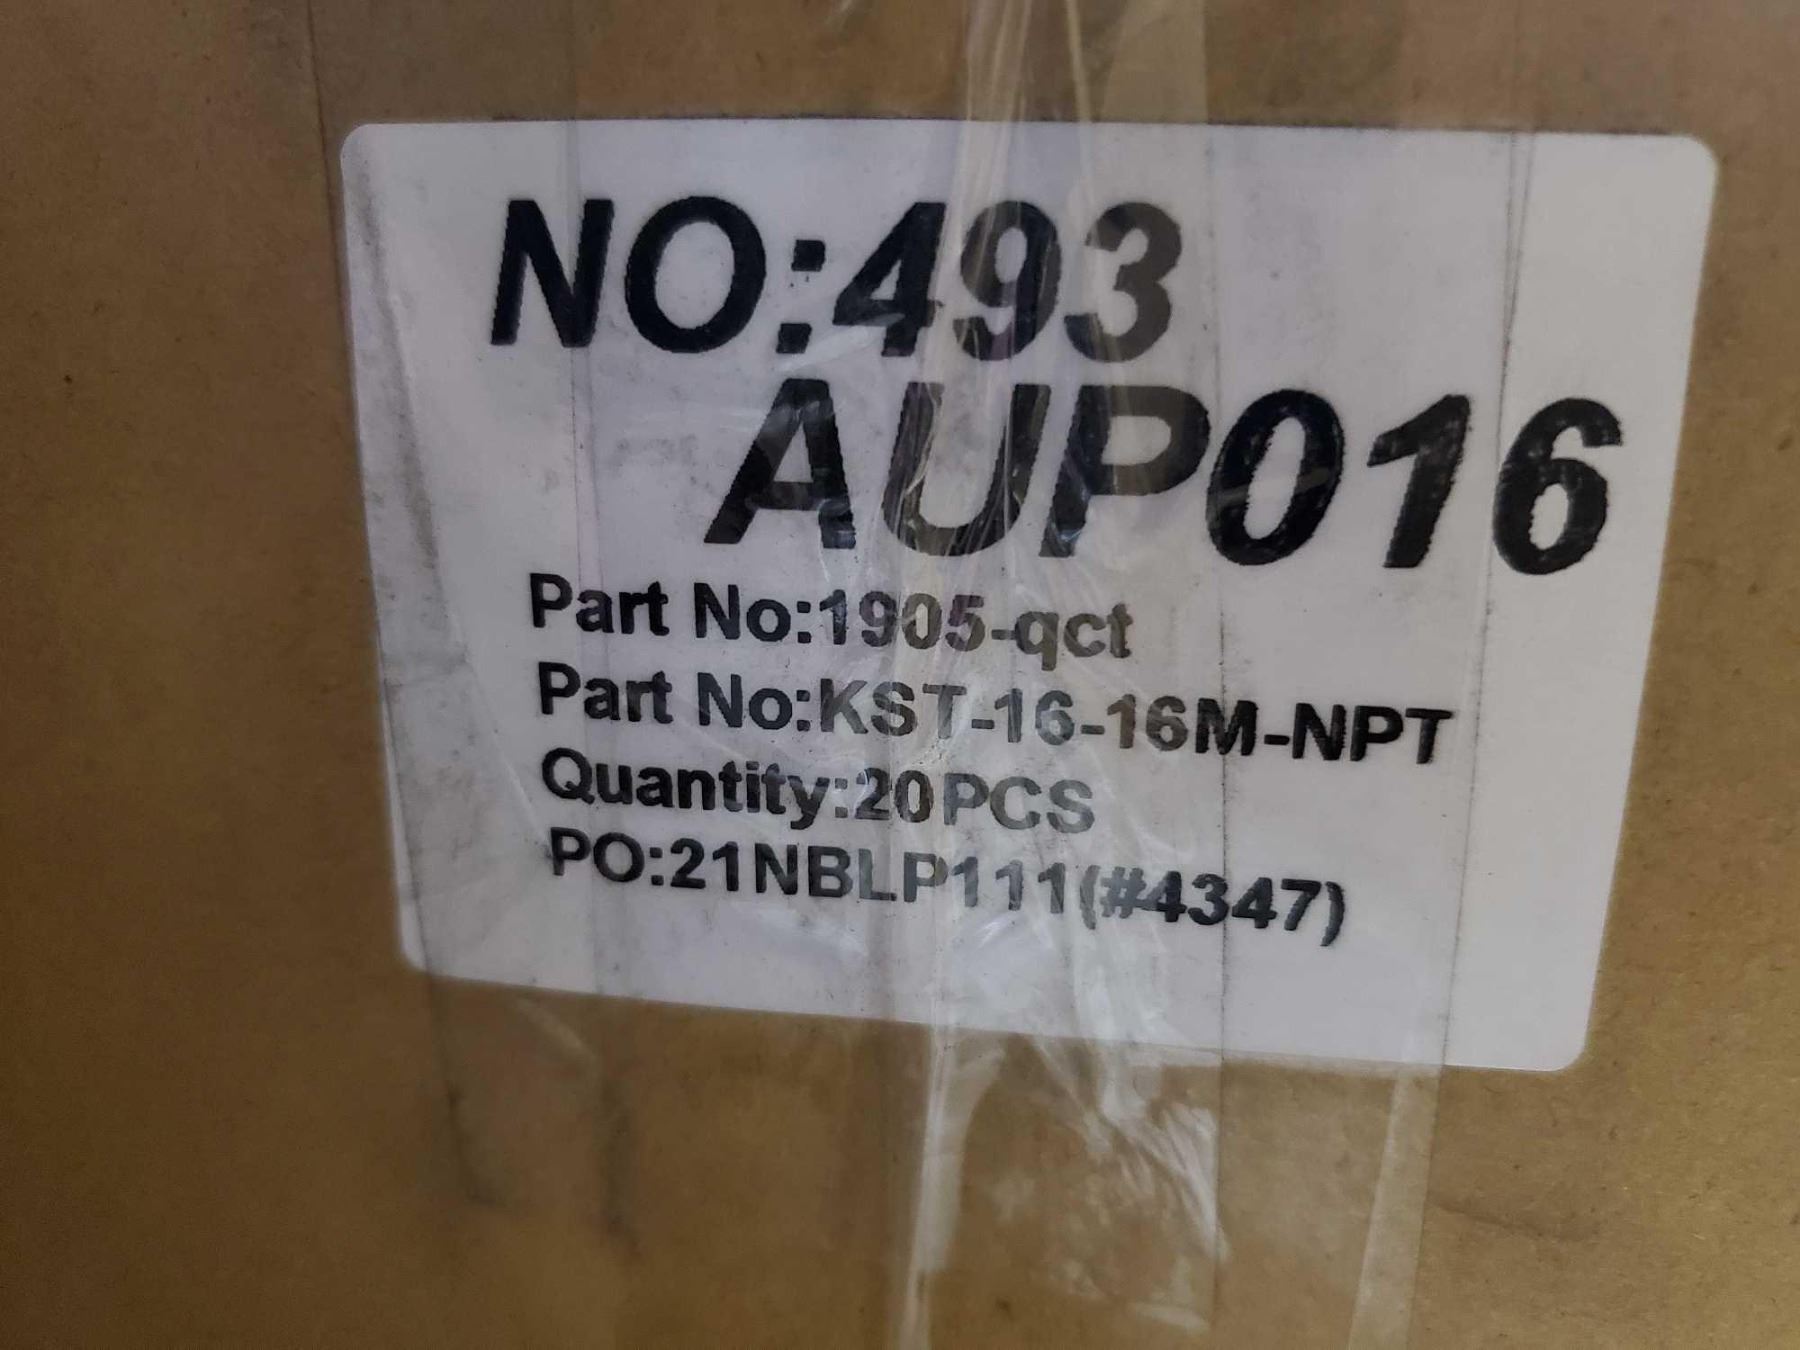 NO:493
AUP016
Part No:1905-qct
Part No:KST-16-16M-NPT
Quantity:20PCS
PO:21NBLP111(#4347)